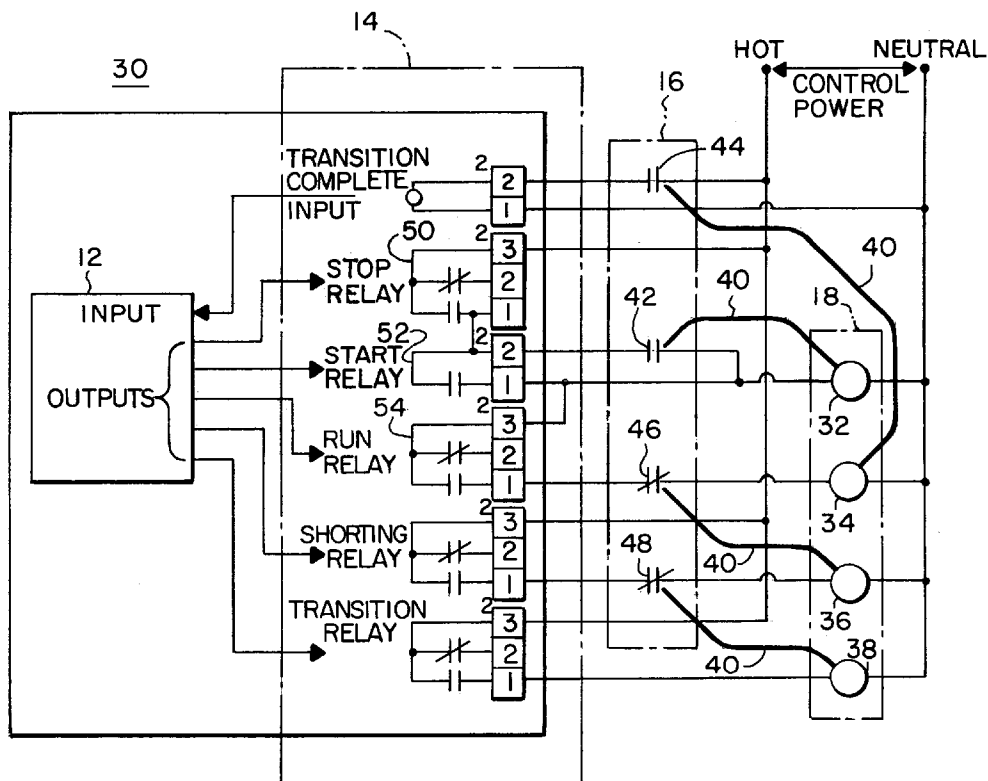 14
HOT
NEUTRAL
CONTROL
POWER
30
16
44
TRANSITION
COMPLETE
INPUT
2
2
1
50
2
3
2
1
40
12
INPUT
STOP
RELAY
42
40
18
52
START
RELAY
2
2
1
OUTPUTS
32
54
RUN
RELAY
2
3
2
1
46
34
SHORTING
RELAY
2
3
2
1
48
40
36
TRANSITION
RELAY
2
3
2
1
40
38